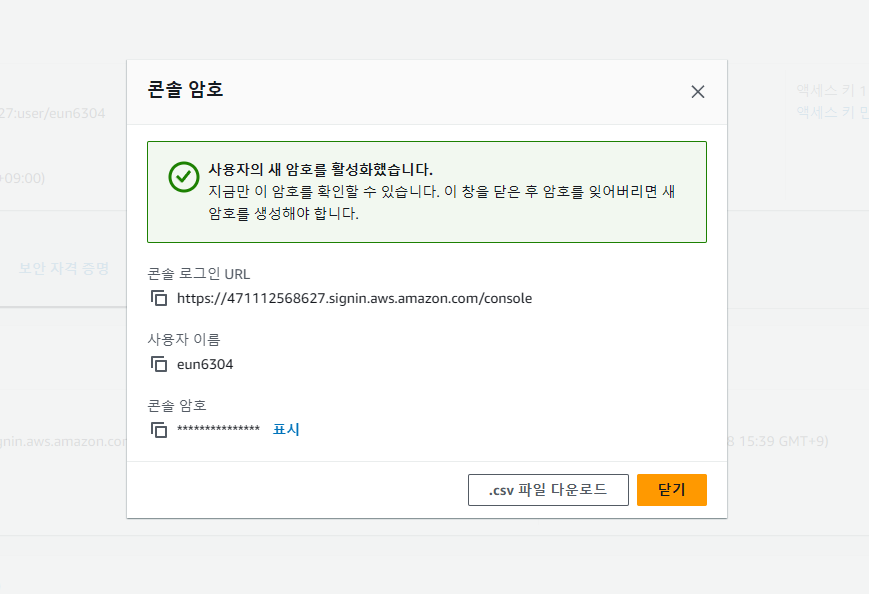 콘솔 암호
액세스 키 1
27:user/eun6304
액세스 키 만
사용자의 새 암호를 활성화했습니다.
지금만 이 암호를 확인할 수 있습니다. 이 창을 닫은 후 암호를 잊어버리면 새
암호를 생성해야 합니다.
09:00)
보안 자격 증명
콘솔 로그인 URL
https://471112568627.signin.aws.amazon.com/console
사용자 이름
eun6304
콘솔 암호
*************** 표시
gnin.aws.amazon.cor
8 15:39 GMT+9)
.csv 파일 다운로드
닫기